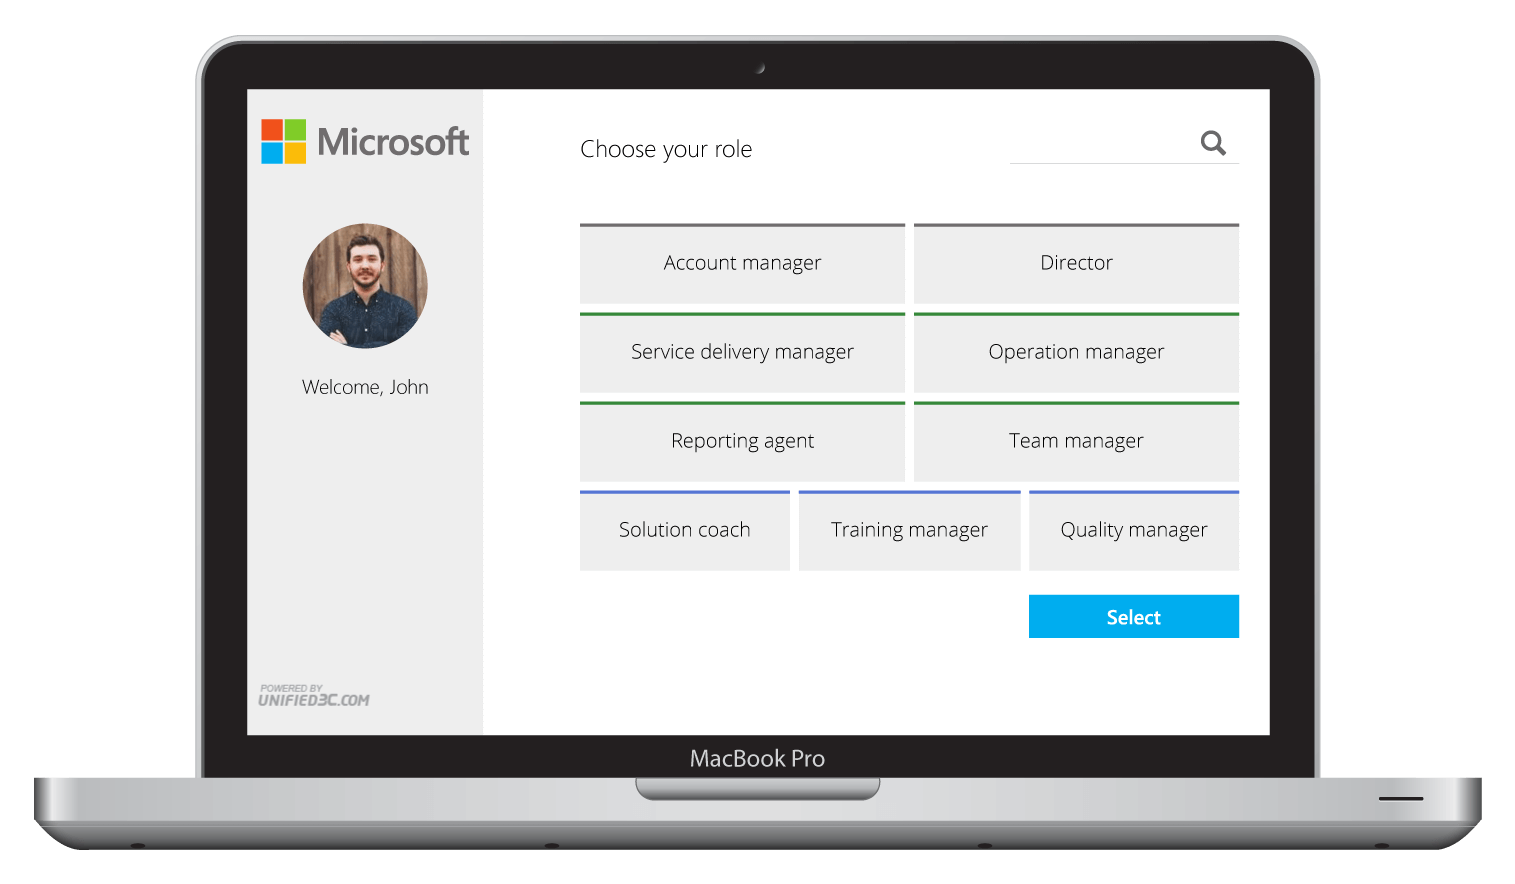 Microsoft
Welcome, John
POWERED BY
UNIFIED3C.COM
Choose your role
Account manager
Director
Service delivery manager
Operation manager
Reporting agent
Team manager
Solution coach
Training manager
Quality manager
Select
MacBook Pro